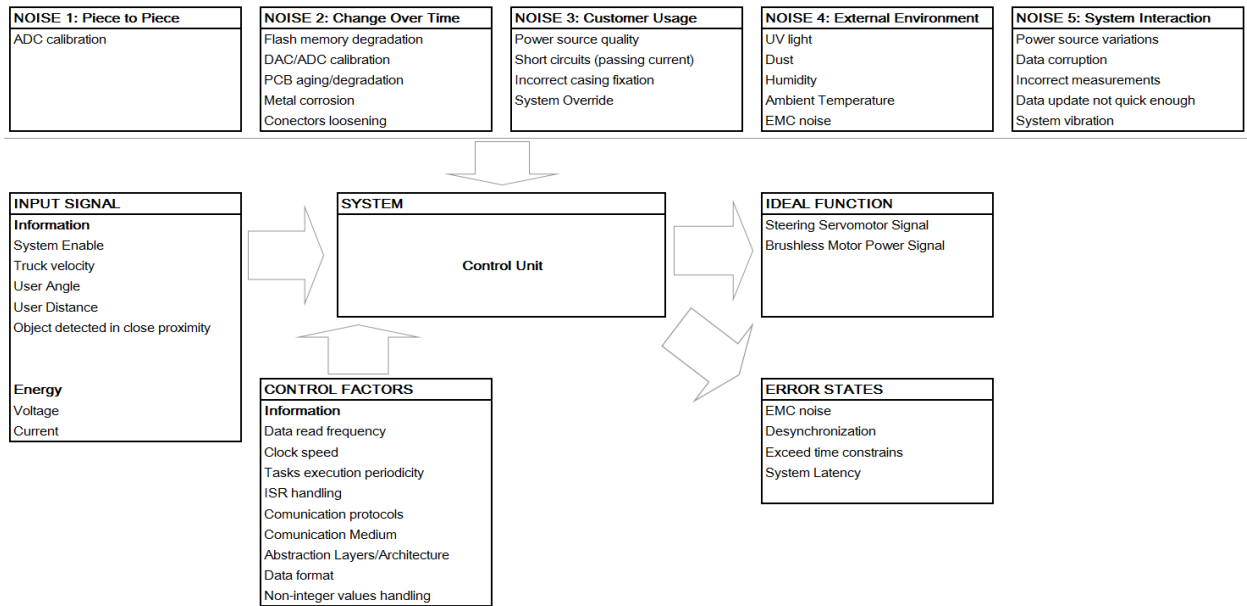 NOISE 1: Piece to Piece
ADC calibration
NOISE 2: Change Over Time
Flash memory degradation
DAC/ADC calibration
PCB aging/degradation
Metal corrosion
Conectors loosening
NOISE 3: Customer Usage
Power source quality
Short circuits (passing current)
Incorrect casing fixation
System Override
NOISE 4: External Environment
UV light
Dust
Humidity
Ambient Temperature
EMC noise
NOISE 5: System Interaction
Power source variations
Data corruption
Incorrect measurements
Data update not quick enough
System vibration
INPUT SIGNAL
Information
System Enable
Truck velocity
User Angle
User Distance
Object detected in close proximity
Energy
Voltage
Current
SYSTEM
Control Unit
IDEAL FUNCTION
Steering Servomotor Signal
Brushless Motor Power Signal
CONTROL FACTORS
Information
Data read frequency
Clock speed
Tasks execution periodicity
ISR handling
Comunication protocols
Comunication Medium
Abstraction Layers/Architecture
Data format
Non-integer values handling
ERROR STATES
EMC noise
Desynchronization
Exceed time constrains
System Latency